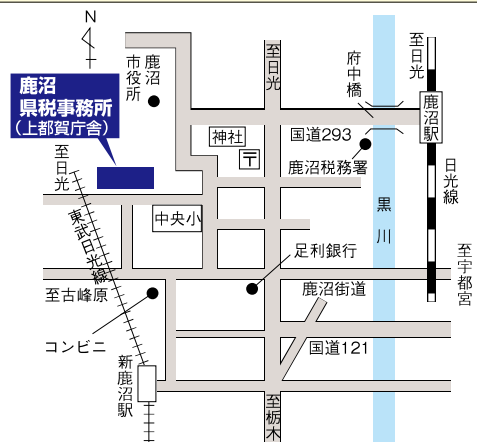 N
至日光
至日光
鹿沼
市役所
府中橋
鹿沼
県税事務所
(上都賀庁舎)
鹿沼駅
神社
国道293
〒
鹿沼税務署
至日光
日光線
中央小
黒川
東武日光線
足利銀行
至宇都宮
至古峰原
鹿沼街道
コンビニ
国道121
新鹿沼駅
至栃木